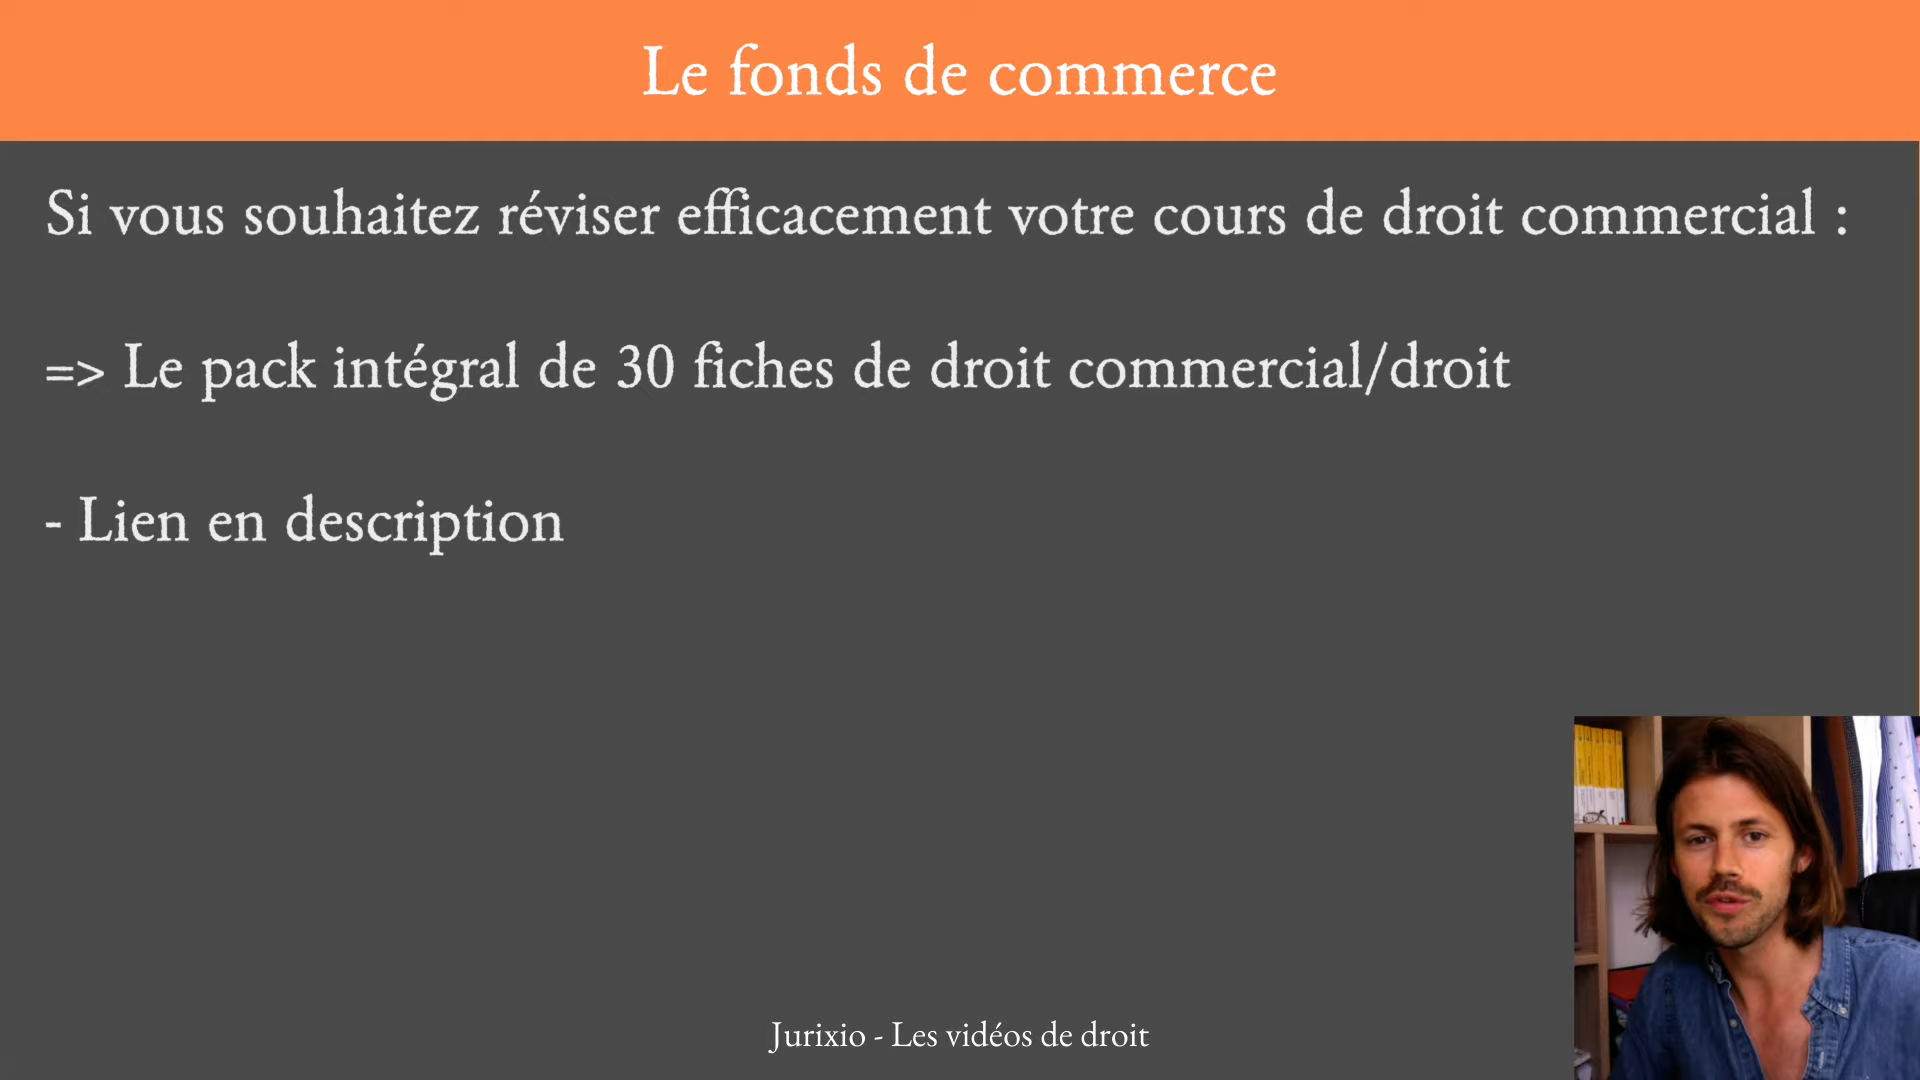 Le fonds de commerce
Si vous souhaitez réviser efficacement votre cours de droit commercial :
=> Le pack intégral de 30 fiches de droit commercial/droit
- Lien en description
Jurixio - Les vidéos de droit